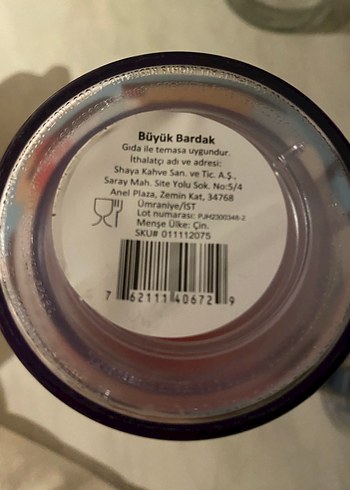 Büyük Bardak
Gıda ile temasa uygundur.
İthalatçı adı ve adresi:
Shaya Kahve San. ve Tic. A.Ş.,
Saray Mah. Site Yolu Sok. No:5/4
Anel Plaza, Zemin Kat, 34768
Ümraniye/İST
Lot numarası: PJH2300348-2
Menşe Ülke: Çin.
SKU# 011112075
7 62111 40672 9